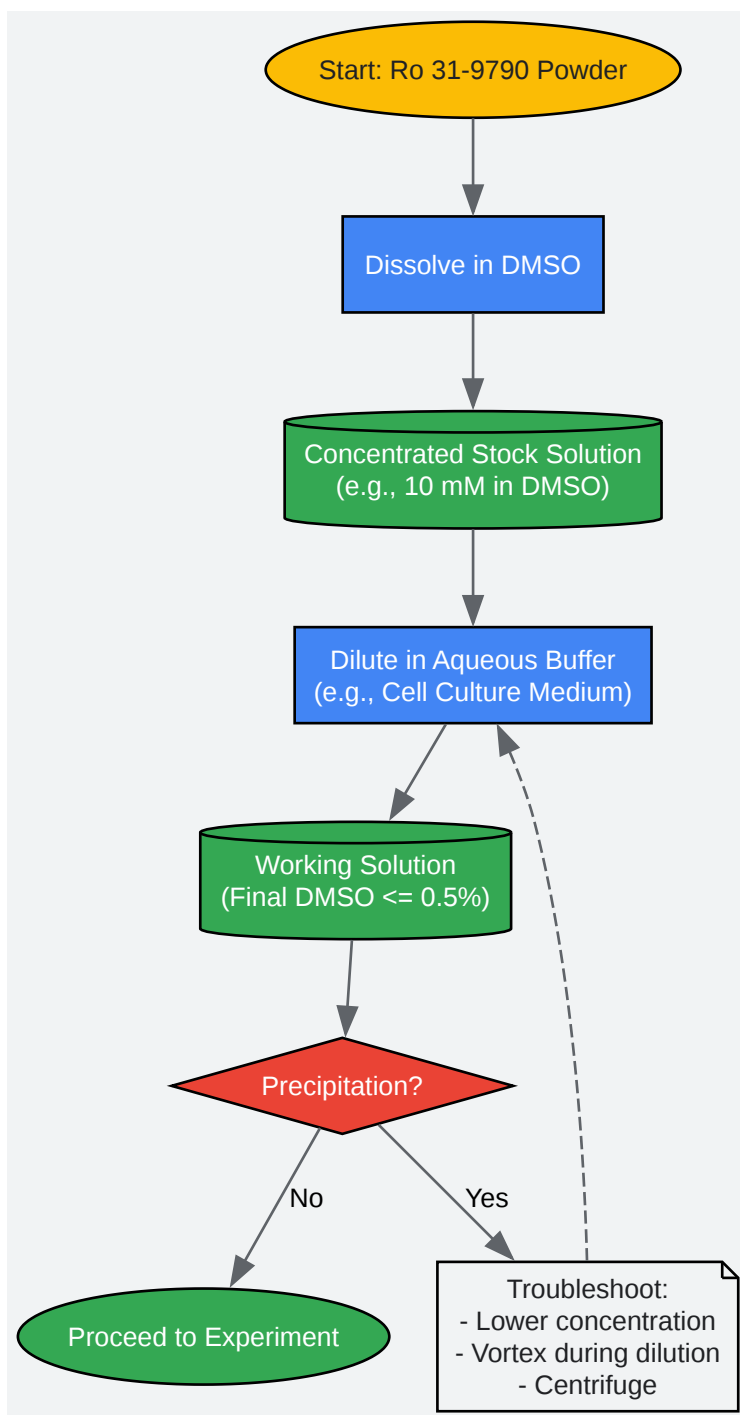 Start: Ro 31-9790 Powder
Dissolve in DMSO
Concentrated Stock Solution
(e.g., 10 mM in DMSO)
Dilute in Aqueous Buffer
(e.g., Cell Culture Medium)
Working Solution
(Final DMSO <= 0.5%)
Precipitation?
No
Yes
Proceed to Experiment
Troubleshoot:
- Lower concentration
- Vortex during dilution
- Centrifuge